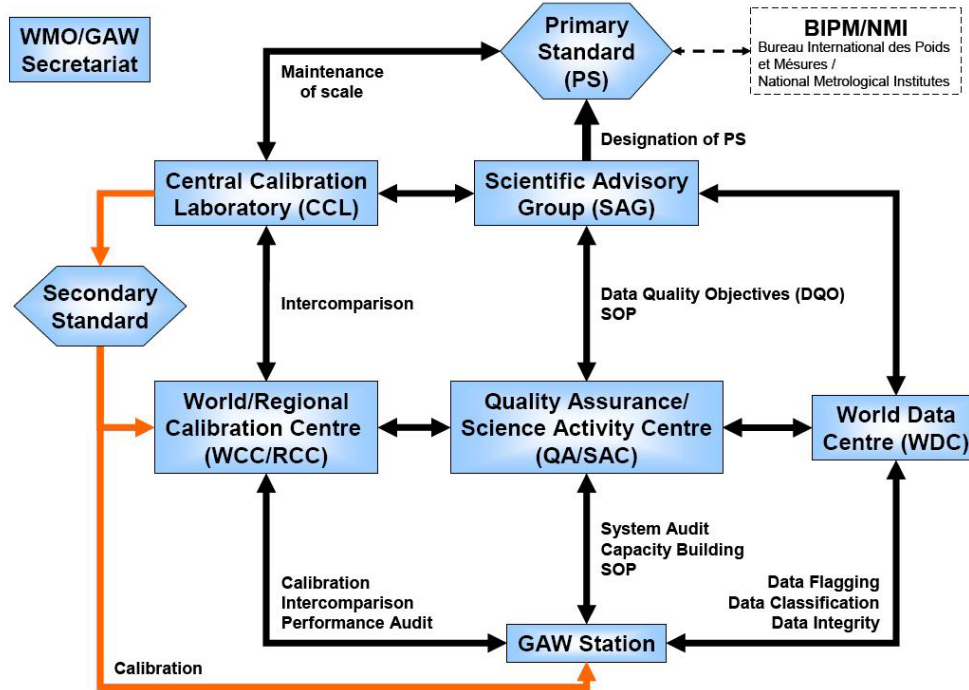 WMO/GAW
Secretariat
Primary
Standard
(PS)
BIPM/NMI
Bureau International des Poids
et Mésures /
National Metrological Institutes
Maintenance
of scale
Designation of PS
Central Calibration
Laboratory (CCL)
Scientific Advisory
Group (SAG)
Secondary
Standard
Intercomparison
Data Quality Objectives (DQO)
SOP
World/Regional
Calibration Centre
(WCC/RCC)
Quality Assurance/
Science Activity Centre
(QA/SAC)
World Data
Centre (WDC)
System Audit
Capacity Building
SOP
Calibration
Intercomparison
Performance Audit
Data Flagging
Data Classification
Data Integrity
GAW Station
Calibration